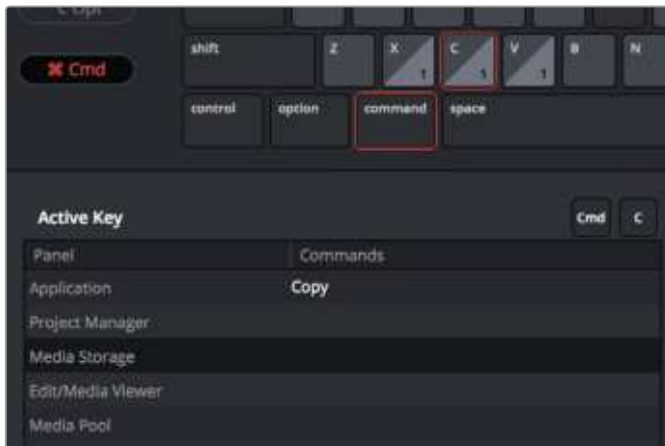 ⌥ Opt
shift Z X 1 C 1 V 1 B N
⌘ Cmd
control option command space
Active Key Cmd C
Panel Commands
Application Copy
Project Manager
Media Storage
Edit/Media Viewer
Media Pool